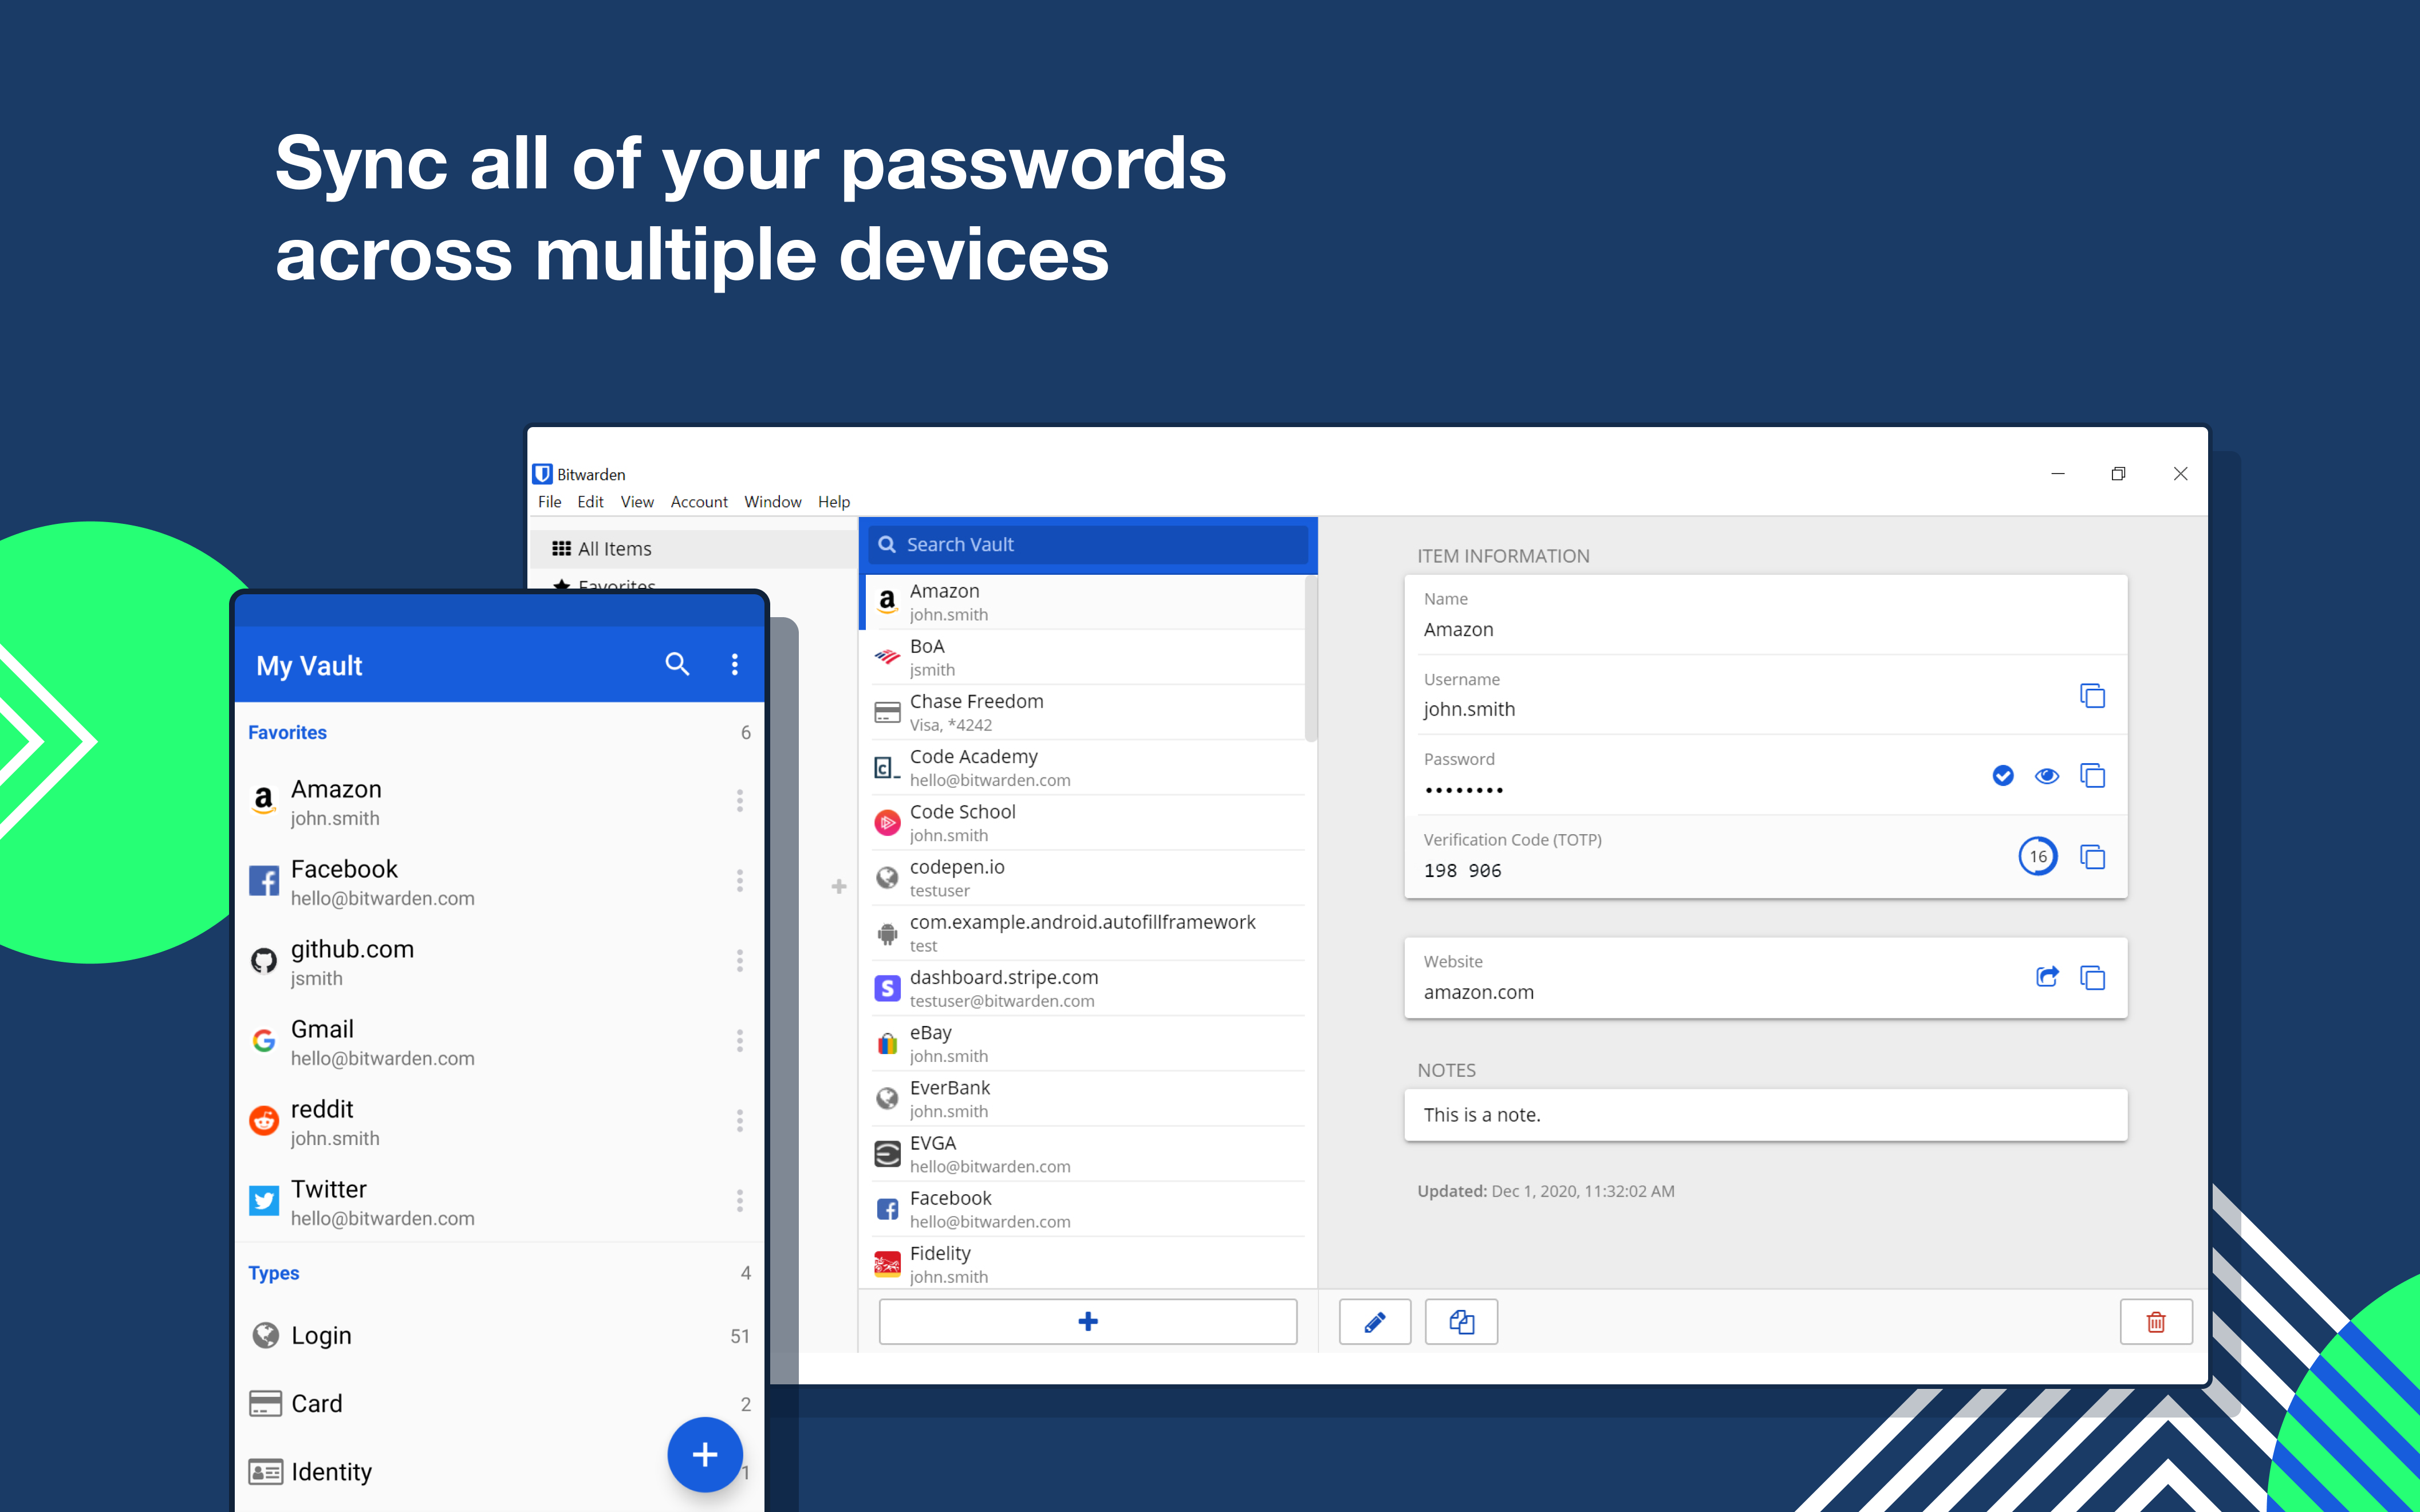 Sync all of your passwords
across multiple devices
Bitwarden
File Edit View Account Window Help
All Items
Favorites
Search Vault
Amazon
john.smith
BoA
jsmith
Chase Freedom
Visa, *4242
Code Academy
hello@bitwarden.com
Code School
john.smith
codepen.io
testuser
com.example.android.autofillframework
test
dashboard.stripe.com
testuser@bitwarden.com
eBay
john.smith
EverBank
john.smith
EVGA
hello@bitwarden.com
Facebook
hello@bitwarden.com
Fidelity
john.smith
ITEM INFORMATION
Name
Amazon
Username
john.smith
Password
••••••••
Verification Code (TOTP)
198 906
16
Website
amazon.com
NOTES
This is a note.
Updated: Dec 1, 2020, 11:32:02 AM
My Vault
Favorites 6
Amazon
john.smith
Facebook
hello@bitwarden.com
github.com
jsmith
Gmail
hello@bitwarden.com
reddit
john.smith
Twitter
hello@bitwarden.com
Types 4
Login 51
Card 2
Identity 1